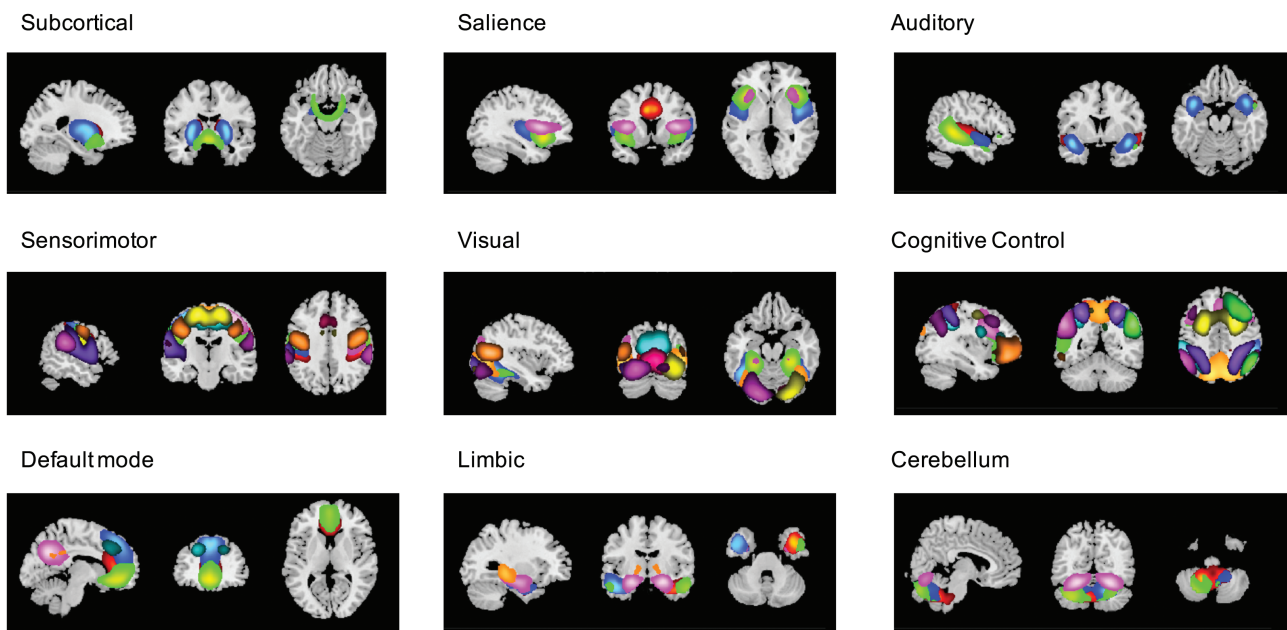 Subcortical
Salience
Auditory
Sensorimotor
Visual
Cognitive Control
Default mode
Limbic
Cerebellum